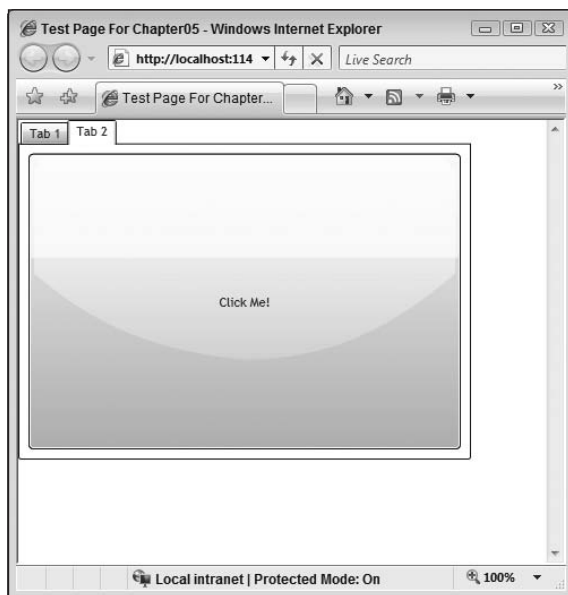 Test Page For Chapter05 - Windows Internet Explorer
http://localhost:114
Live Search
Test Page For Chapter...
Tab 1
Tab 2
Click Me!
Local intranet | Protected Mode: On
100%